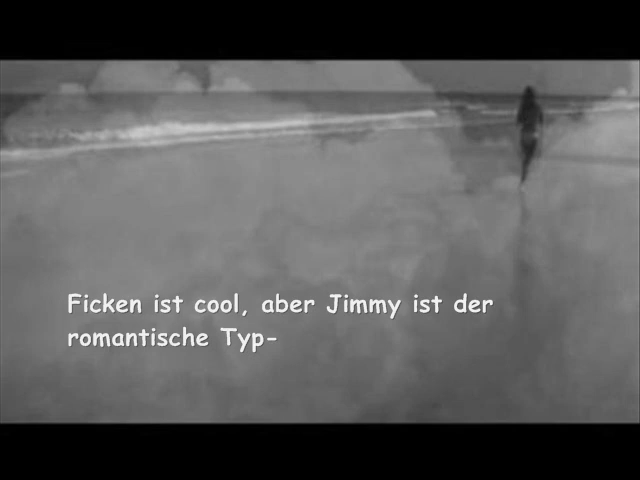 Ficken ist cool, aber Jimmy ist der
romantische Typ-